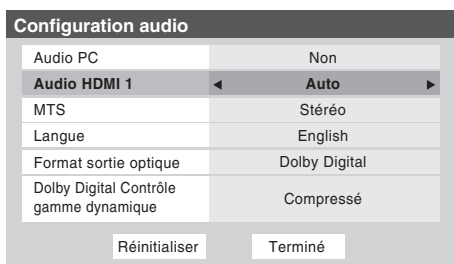 Configuration audio
Audio PC Non
Audio HDMI 1 Auto
MTS Stéréo
Langue English
Format sortie optique Dolby Digital
Dolby Digital Contrôle
gamme dynamique Compressé
Réinitialiser Terminé